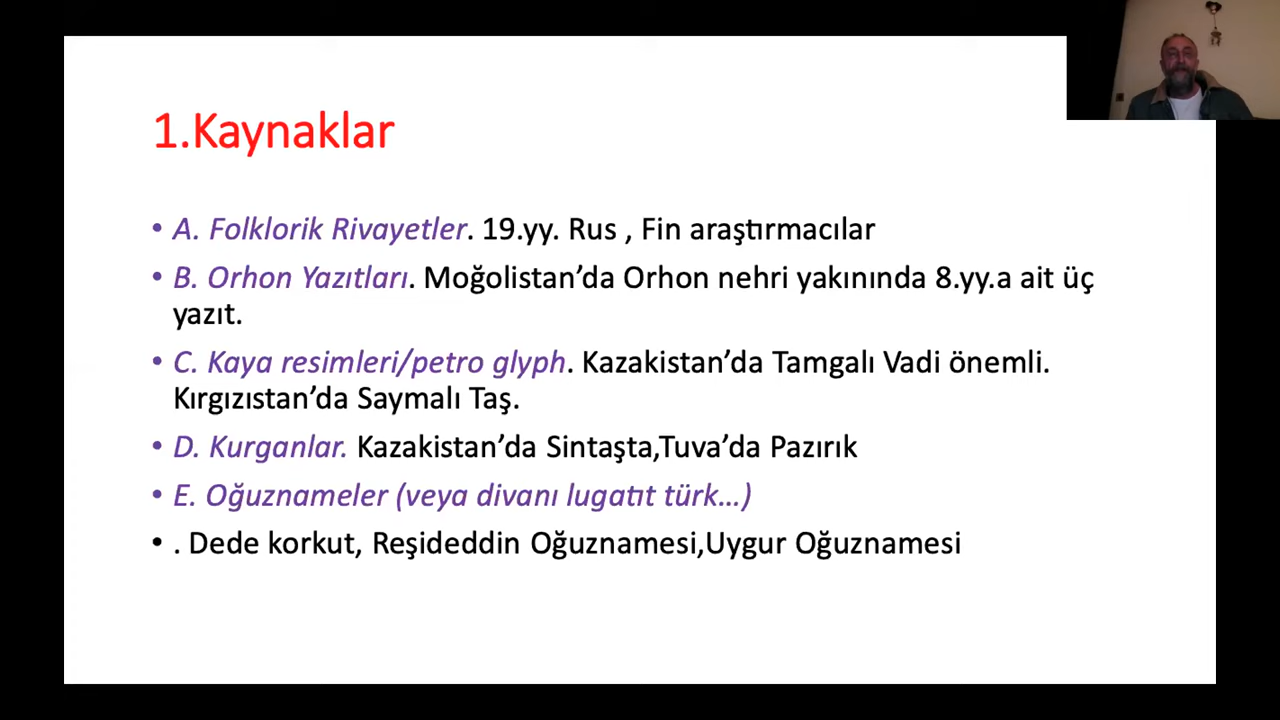 1.Kaynaklar
• A. Folklorik Rivayetler. 19.yy. Rus , Fin araştırmacılar
• B. Orhon Yazıtları. Moğolistan’da Orhon nehri yakınında 8.yy.a ait üç
yazıt.
• C. Kaya resimleri/petro glyph. Kazakistan’da Tamgalı Vadi önemli.
Kırgızıstan’da Saymalı Taş.
• D. Kurganlar. Kazakistan’da Sintaşta,Tuva’da Pazırık
• E. Oğuznameler (veya divanı lugatıt türk...)
• . Dede korkut, Reşideddin Oğuznamesi,Uygur Oğuznamesi